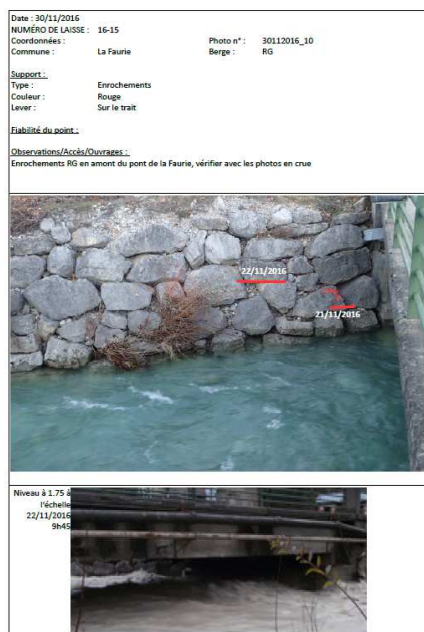 Date : 30/11/2016
NUMÉRO DE LAISSE : 16-15
Coordonnées : Photo n° : 30112016_10
Commune : La Faurie Berge : RG
Support :
Type : Enrochements
Couleur : Rouge
Lever : Sur le trait
Fiabilité du point :
Observations/Accès/Ouvrages :
Enrochements RG en amont du pont de la Faurie, vérifier avec les photos en crue
22/11/2016
21/11/2016
Niveau à 1.75 à
l'échelle
22/11/2016
9h45